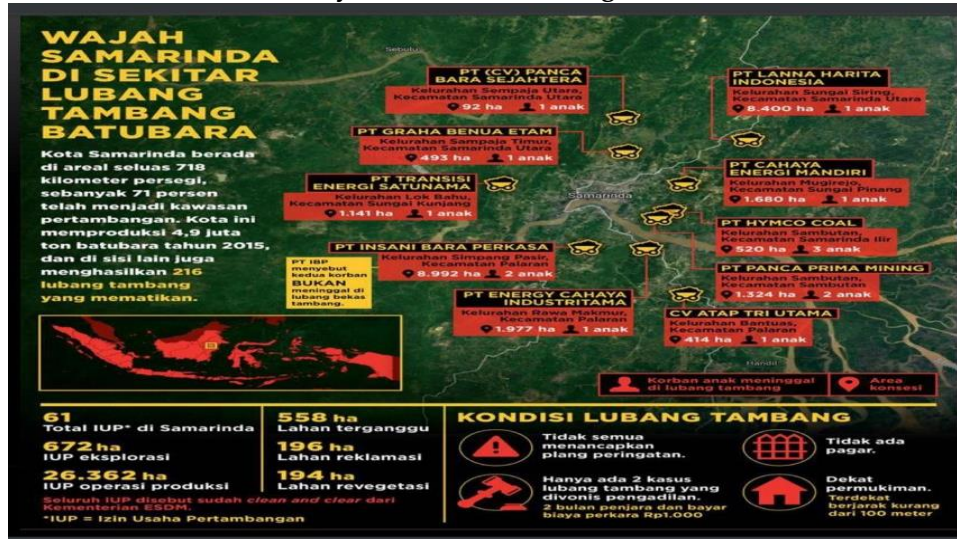 WAJAH
SAMARINDA
DI SEKITAR
LUBANG
TAMBANG
BATUBARA
Kota Samarinda berada
di areal seluas 718
kilometer persegi,
sebanyak 71 persen
telah menjadi kawasan
pertambangan. Kota ini
memproduksi 4,9 juta
ton batubara tahun 2015,
dan di sisi lain juga
menghasilkan 216
lubang tambang
yang mematikan.
Sebulu
PT (CV) PANCA
BARA SEJAHTERA
Kelurahan Sempaja Utara,
Kecamatan Samarinda Utara
92 ha 1 anak
PT LANNA HARITA
INDONESIA
Kelurahan Sungai Siring,
Kecamatan Samarinda Utara
8.400 ha 1 anak
PT GRAHA BENUA ETAM
Kelurahan Sampaja Timur,
Kecamatan Samarinda Utara
493 ha 1 anak
PT TRANSISI
ENERGI SATUNAMA
Kelurahan Lok Bahu,
Kecamatan Sungai Kunjang
1.141 ha 1 anak
PT CAHAYA
ENERGI MANDIRI
Kelurahan Mugirejo,
Kecamatan Sungai Pinang
1.680 ha 1 anak
Samarinda
PT HYMCO COAL
Kelurahan Sambutan,
Kecamatan Samarinda Ilir
520 ha 3 anak
PT INSANI BARA PERKASA
Kelurahan Simpang Pasir,
Kecamatan Palaran
8.992 ha 2 anak
PT IBP
menyebut
kedua korban
BUKAN
meninggal di
lubang bekas
tambang.
PT PANCA PRIMA MINING
Kelurahan Sambutan,
Kecamatan Sambutan
1.324 ha 2 anak
PT ENERGY CAHAYA
INDUSTRITAMA
Kelurahan Rawa Makmur,
Kecamatan Palaran
1.977 ha 1 anak
CV ATAP TRI UTAMA
Kelurahan Bantuas,
Kecamatan Palaran
414 ha 1 anak
Handil
Korban anak meninggal
di lubang tambang
Area
konsesi
61
Total IUP* di Samarinda
672 ha
IUP eksplorasi
26.362 ha
IUP operasi produksi
558 ha
Lahan terganggu
196 ha
Lahan reklamasi
194 ha
Lahan revegetasi
Seluruh IUP disebut sudah clean and clear dari
Kementerian ESDM.
*IUP = Izin Usaha Pertambangan
KONDISI LUBANG TAMBANG
Tidak semua
menancapkan
plang peringatan.
Tidak ada
pagar.
Hanya ada 2 kasus
lubang tambang yang
divonis pengadilan.
2 bulan penjara dan bayar
biaya perkara Rp1.000
Dekat
permukiman.
Terdekat
berjarak kurang
dari 100 meter